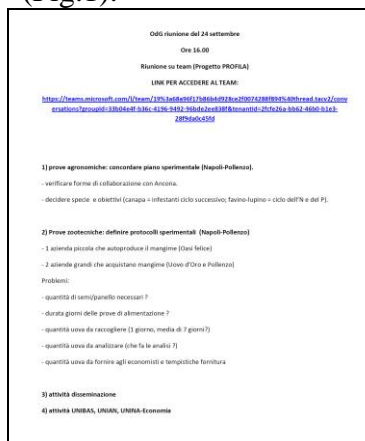 (Fig.1).
OdG riunione del 24 settembre
Ore 16.00
Riunione su team (Progetto PROFILA)
LINK PER ACCEDERE AL TEAM:
1) prove agronomiche: concordare piano sperimentale (Napoli-Pollenzo).
- verificare forme di collaborazione con Ancona.
- decidere specie e obiettivi (canapa = infestanti ciclo successivo; favino-lupino = ciclo dell'N e del P).
2) Prove zootecniche: definire protocolli sperimentali (Napoli-Pollenzo)
- 1 azienda piccola che autoproduce il mangime (Oasi felice)
- 2 aziende grandi che acquistano mangime (Uovo d'Oro e Pollenzo)
Problemi:
- quantità di semi/panello necessari ?
- durata giorni delle prove di alimentazione ?
- quantità uova da raccogliere (1 giorno, media di 7 giorni?)
- quantità uova da analizzare (che fa le analisi ?)
- quantità uova da fornire agli economisti e tempistiche fornitura
3) attività disseminazione
4) attività UNIBAS, UNIAN, UNINA-Economia